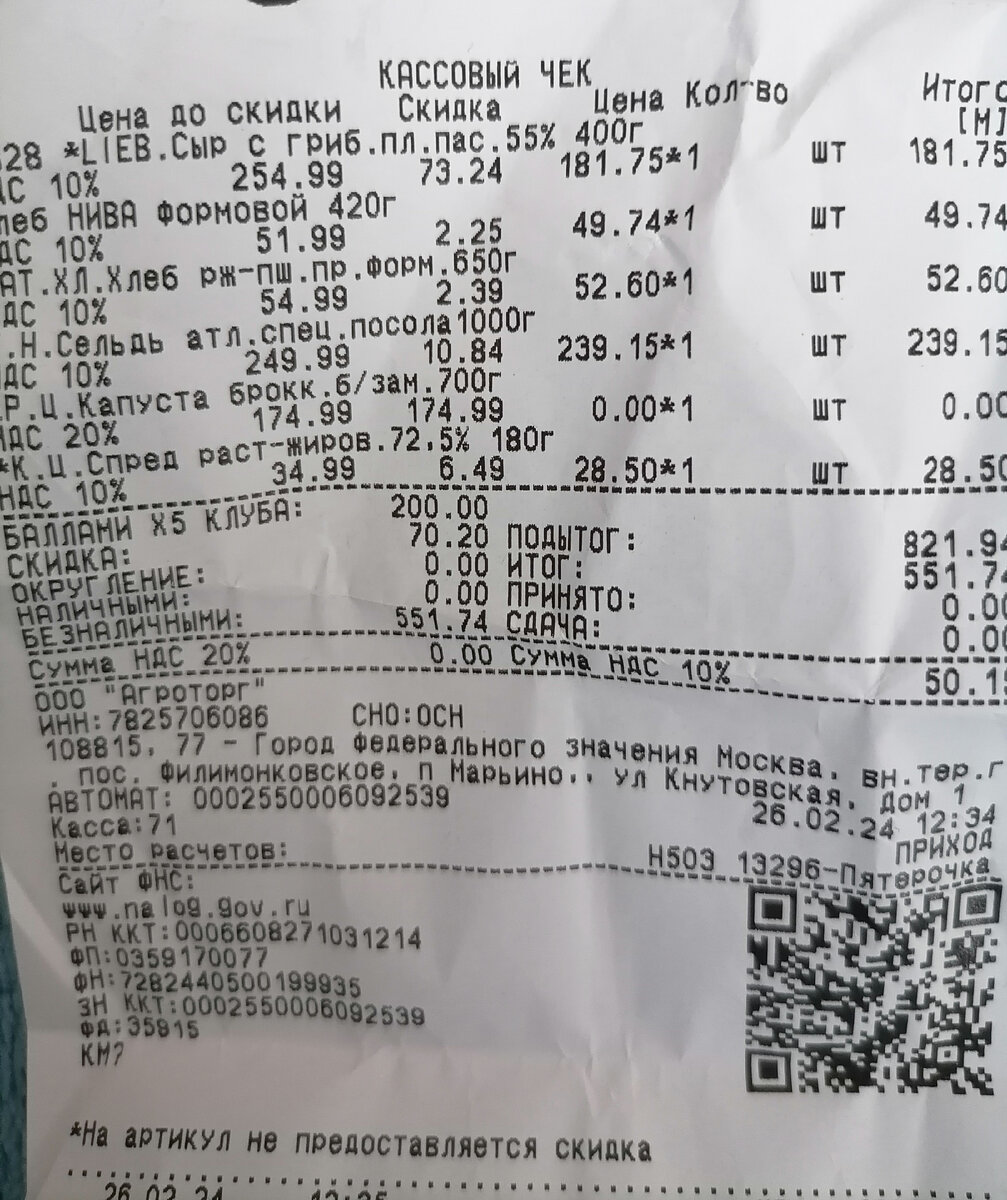 КАССОВЫЙ ЧЕК
Цена до скидки Скидка Цена Кол-во Итого
[М]
328 *LIEB.Сыр с гриб.пл.пас.55% 400г
НДС 10% 254.99 73.24 181.75*1 шт 181.75
Хлеб НИВА формовой 420г
НДС 10% 51.99 2.25 49.74*1 шт 49.74
АТ.ХЛ.Хлеб рж-пш.пр.форм.650г
НДС 10% 54.99 2.39 52.60*1 шт 52.60
.Н.Сельдь атл.спец.посола1000г
НДС 10% 249.99 10.84 239.15*1 шт 239.15
.Р.Ц.Капуста брокк.б/зам.700г
НДС 20% 174.99 174.99 0.00*1 шт 0.00
*К.Ц.Спред раст-жиров.72,5% 180г
НДС 10% 34.99 6.49 28.50*1 шт 28.50
БАЛЛАМИ X5 КЛУБА: 200.00
СКИДКА: 70.20 ПОДЫТОГ: 821.94
ОКРУГЛЕНИЕ: 0.00 ИТОГ: 551.74
НАЛИЧНЫМИ: 0.00 ПРИНЯТО: 0.00
БЕЗНАЛИЧНЫМИ: 551.74 СДАЧА: 0.00
Сумма НДС 20% 0.00 Сумма НДС 10% 50.1
ООО "Агроторг"
ИНН:7825706086 СНО:ОСН
108815, 77 - Город федерального значения Москва, вн.тер.г
. пос. Филимонковское, п Марьино,, ул Кнутовская, Дом 1
АВТОМАТ: 0002550006092539 26.02.24 12:34
Касса:71 ПРИХОД
Место расчетов: H503 13296-Пятерочка
Сайт ФНС:
www.nalog.gov.ru
РН ККТ:0006608271031214
ФП:0359170077
ФН:7282440500199935
ЗН ККТ:0002550006092539
ФД:35815
КМ?
*На артикул не предоставляется скидка